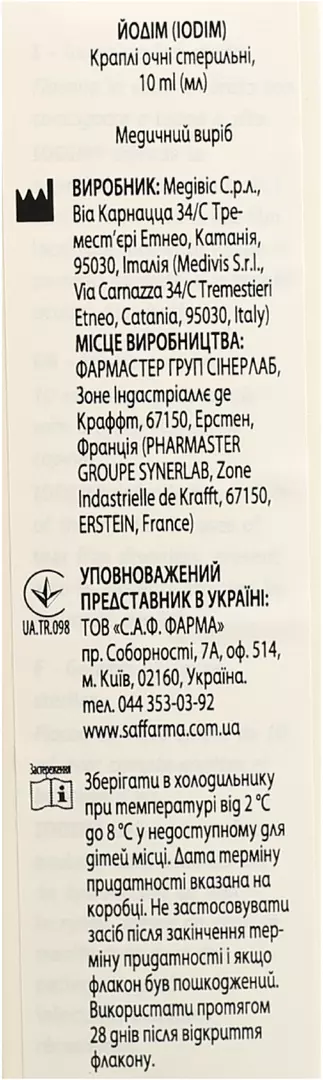 ЙОДІМ (IODIM)
Краплі очні стерильні,
10 ml (мл)
Медичний виріб
ВИРОБНИК: Медівіс С.р.л.,
Віа Карнацца 34/С Тре-
мест'єрі Етнео, Катанія,
95030, Італія (Medivis S.r.l.,
Via Carnazza 34/C Tremestieri
Etneo, Catania, 95030, Italy)
МІСЦЕ ВИРОБНИЦТВА:
ФАРМАСТЕР ГРУП СІНЕРЛАБ,
Зоне Індастріаллє де
Краффт, 67150, Ерстен,
Франція (PHARMASTER
GROUPE SYNERLAB, Zone
Indastrielle de Krafft, 67150,
ERSTEIN, France)
УПОВНОВАЖЕНИЙ
ПРЕДСТАВНИК В УКРАЇНІ:
ТОВ «С.А.Ф. ФАРМА»
UA.TR.098
пр. Соборності, 7А, оф. 514,
м. Київ, 02160, Україна.
тел. 044 353-03-92
www.saffarma.com.ua
Застереження
Зберігати в холодильнику
при температурі від 2 °C
до 8 °C у недоступному для
дітей місці. Дата терміну
придатності вказана на
коробці. Не застосовувати
засіб після закінчення тер-
міну придатності і якщо
флакон був пошкоджений.
Використати протягом
28 днів після відкриття
флакону.